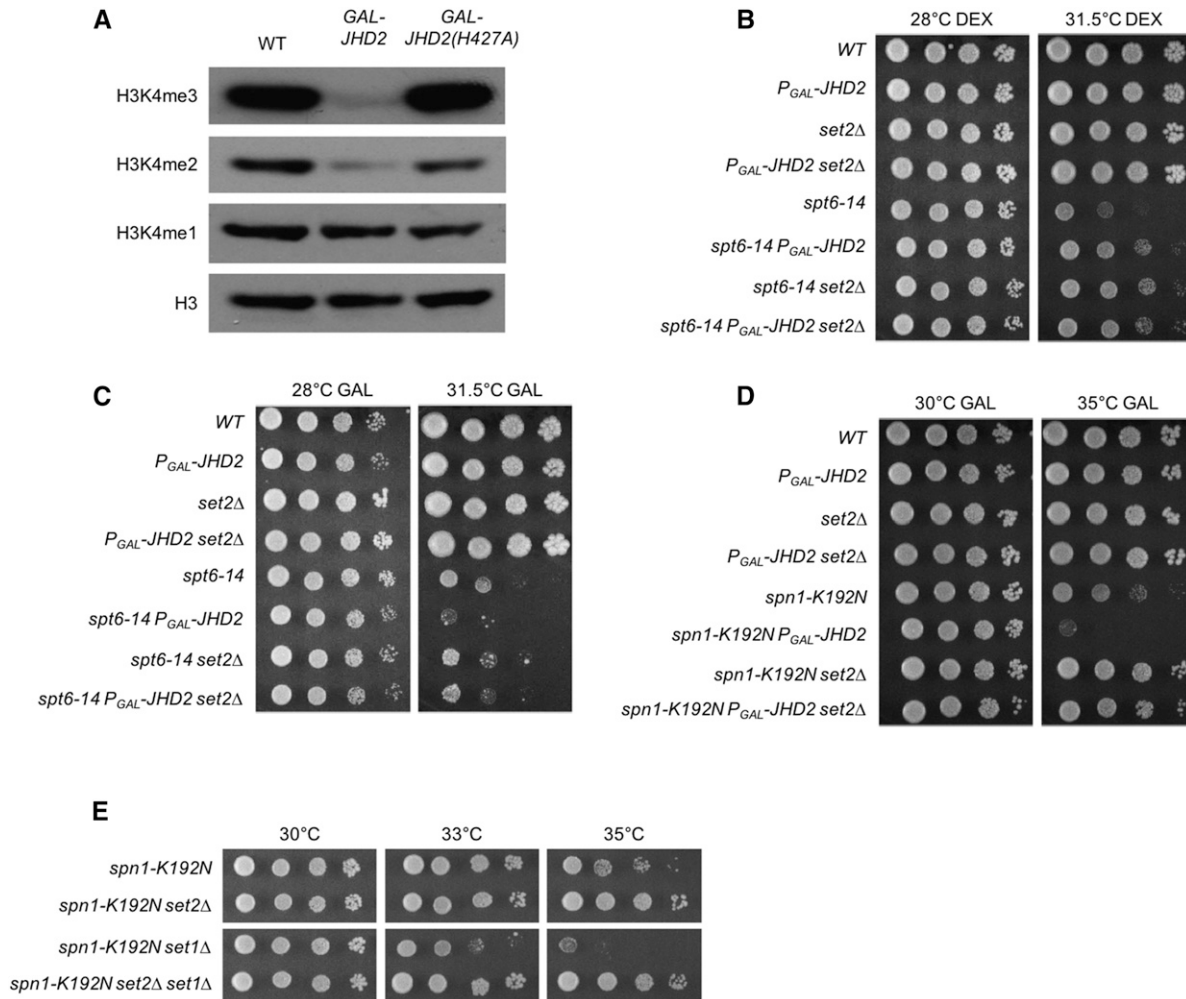 A
WT
GAL-
JHD2
GAL-
JHD2(H427A)
H3K4me3
H3K4me2
H3K4me1
H3
B
28°C DEX
31.5°C DEX
WT
PGAL-JHD2
set2Δ
PGAL-JHD2 set2Δ
spt6-14
spt6-14 PGAL-JHD2
spt6-14 set2Δ
spt6-14 PGAL-JHD2 set2Δ
C
28°C GAL
31.5°C GAL
WT
PGAL-JHD2
set2Δ
PGAL-JHD2 set2Δ
spt6-14
spt6-14 PGAL-JHD2
spt6-14 set2Δ
spt6-14 PGAL-JHD2 set2Δ
D
30°C GAL
35°C GAL
WT
PGAL-JHD2
set2Δ
PGAL-JHD2 set2Δ
spn1-K192N
spn1-K192N PGAL-JHD2
spn1-K192N set2Δ
spn1-K192N PGAL-JHD2 set2Δ
E
30°C
33°C
35°C
spn1-K192N
spn1-K192N set2Δ
spn1-K192N set1Δ
spn1-K192N set2Δ set1Δ